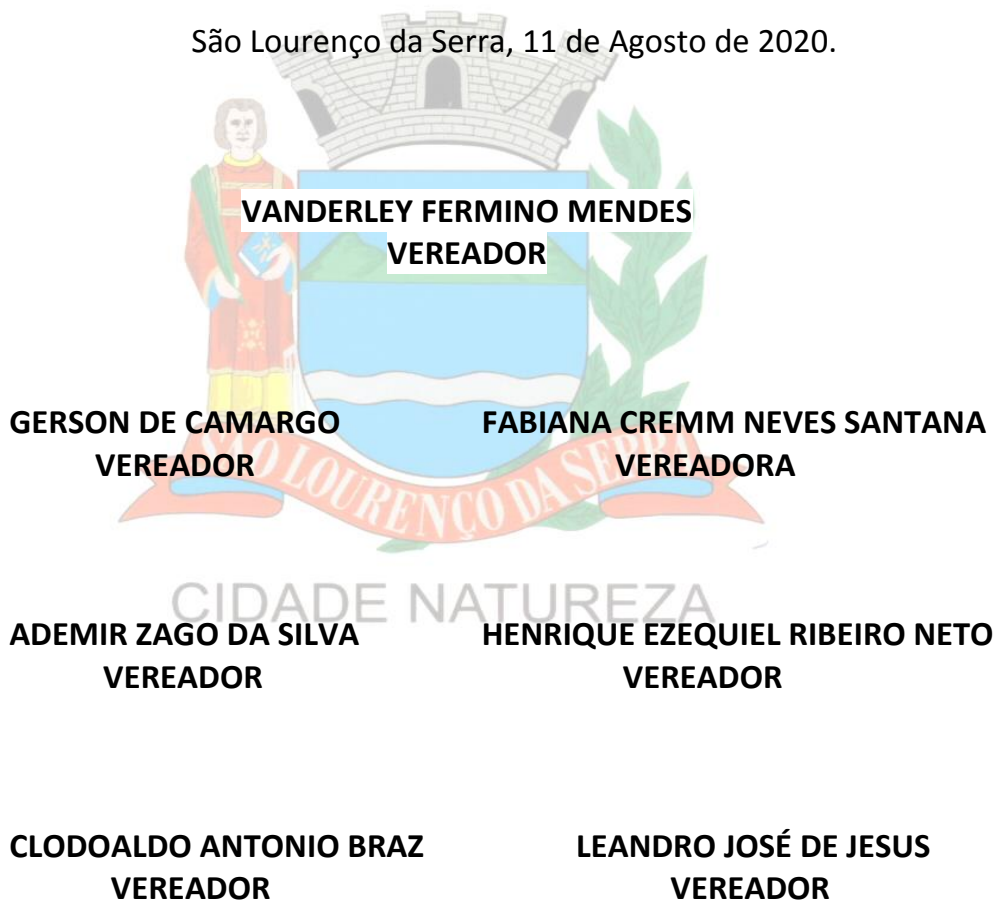 São Lourenço da Serra, 11 de Agosto de 2020.
VANDERLEY FERMINO MENDES
VEREADOR
GERSON DE CAMARGO FABIANA CREMM NEVES SANTANA
VEREADOR VEREADORA
SÃO LOURENÇO DA SERRA
CIDADE NATUREZA
ADEMIR ZAGO DA SILVA HENRIQUE EZEQUIEL RIBEIRO NETO
VEREADOR VEREADOR
CLODOALDO ANTONIO BRAZ LEANDRO JOSÉ DE JESUS
VEREADOR VEREADOR